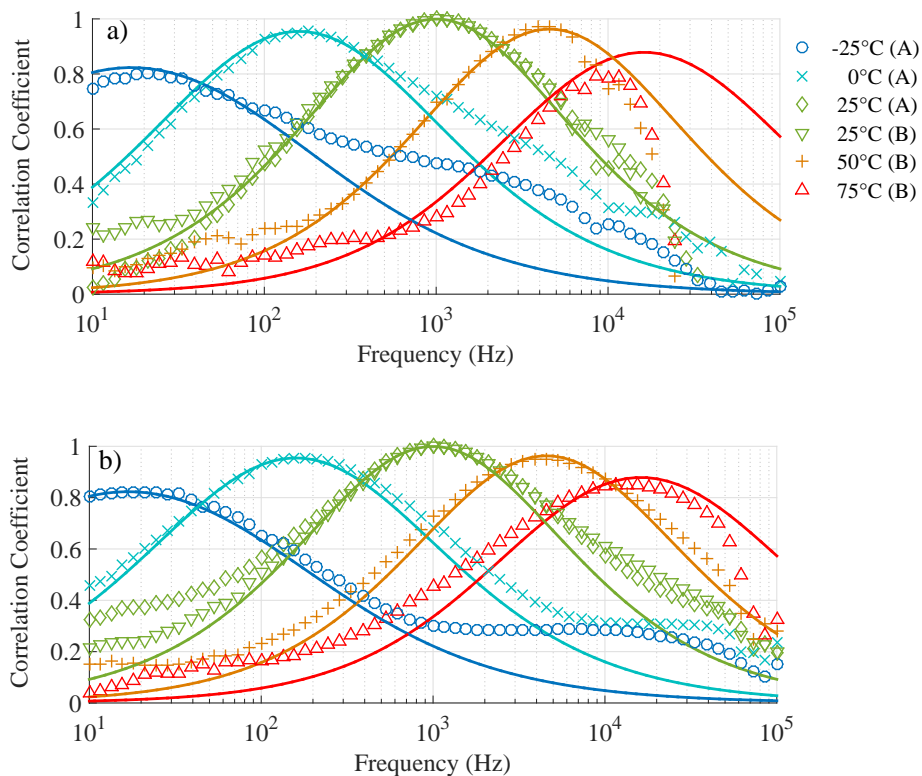 a)
Correlation Coefficient
1
0.8
0.6
0.4
0.2
0
10^1
10^2
10^3
10^4
10^5
Frequency (Hz)
-25°C (A)
0°C (A)
25°C (A)
25°C (B)
50°C (B)
75°C (B)
b)
Correlation Coefficient
1
0.8
0.6
0.4
0.2
0
10^1
10^2
10^3
10^4
10^5
Frequency (Hz)